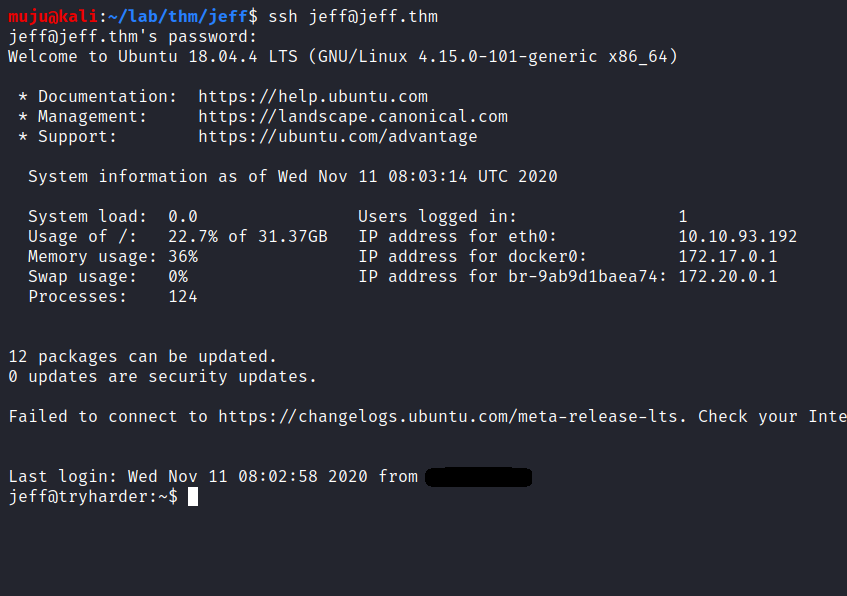 muju@kali:~/lab/thm/jeff$ ssh jeff@jeff.thm
jeff@jeff.thm's password:
Welcome to Ubuntu 18.04.4 LTS (GNU/Linux 4.15.0-101-generic x86_64)
* Documentation:  https://help.ubuntu.com
* Management:     https://landscape.canonical.com
* Support:        https://ubuntu.com/advantage
System information as of Wed Nov 11 08:03:14 UTC 2020
System load:  0.0                Users logged in:                1
Usage of /:   22.7% of 31.37GB   IP address for eth0:            10.10.93.192
Memory usage: 36%                IP address for docker0:         172.17.0.1
Swap usage:   0%                 IP address for br-9ab9d1baea74: 172.20.0.1
Processes:    124
12 packages can be updated.
0 updates are security updates.
Failed to connect to https://changelogs.ubuntu.com/meta-release-lts. Check your Inte
Last login: Wed Nov 11 08:02:58 2020 from
jeff@tryharder:~$